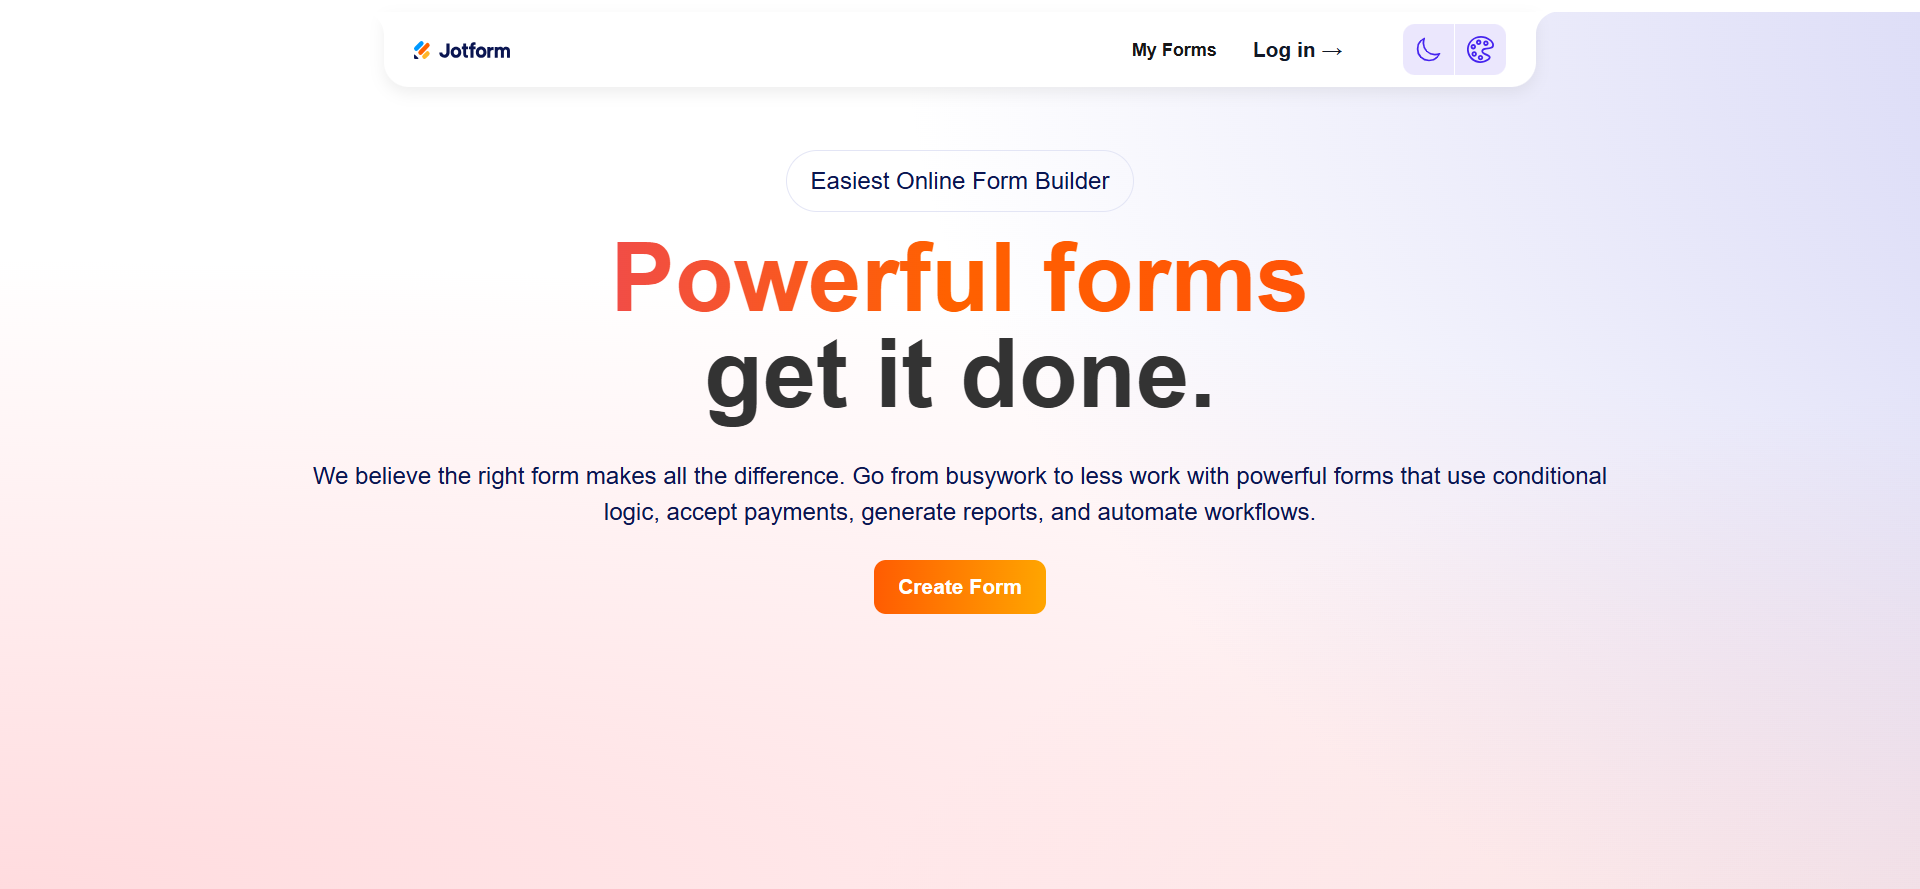 Jotform
My Forms
Log in →
Easiest Online Form Builder
Powerful forms
get it done.
We believe the right form makes all the difference. Go from busywork to less work with powerful forms that use conditional
logic, accept payments, generate reports, and automate workflows.
Create Form